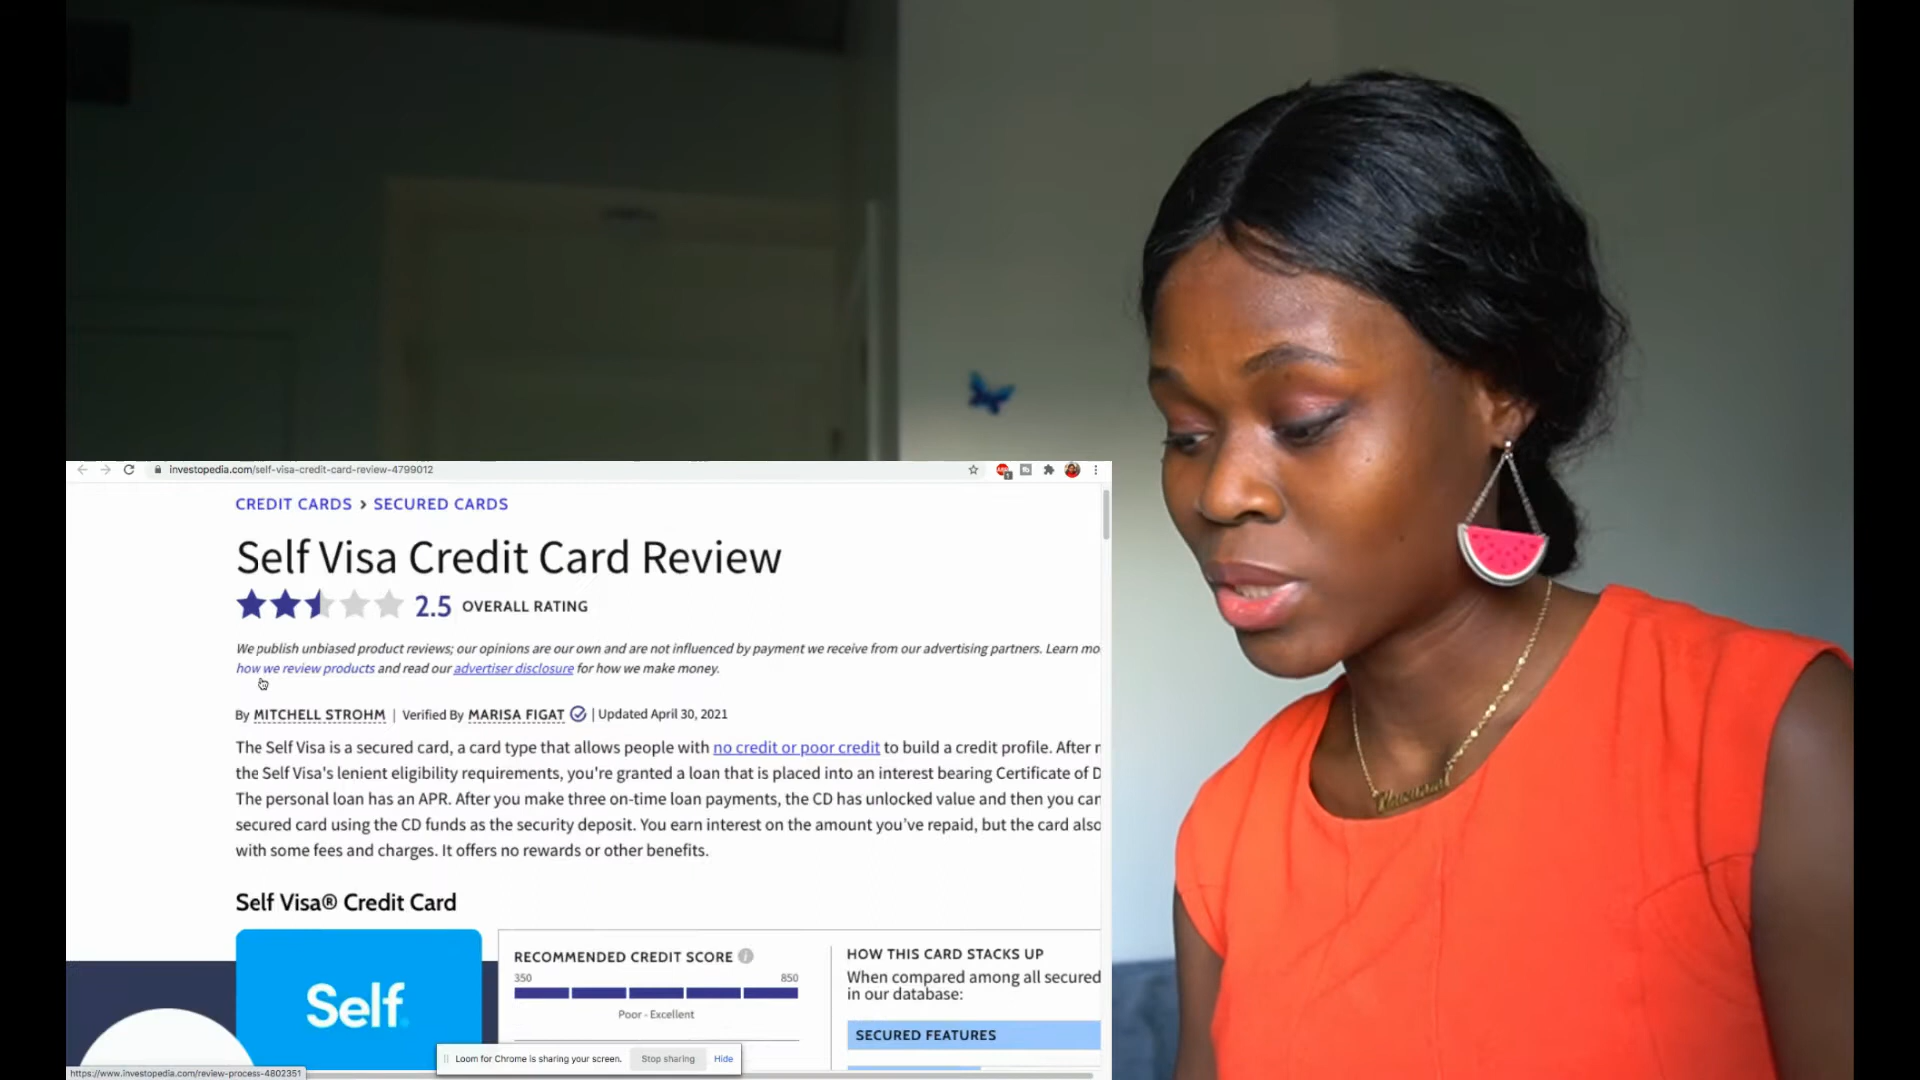 investopedia.com/self-visa-credit-card-review-4799012
CREDIT CARDS > SECURED CARDS
Self Visa Credit Card Review
2.5 OVERALL RATING
We publish unbiased product reviews; our opinions are our own and are not influenced by payment we receive from our advertising partners. Learn mo
how we review products and read our advertiser disclosure for how we make money.
By MITCHELL STROHM | Verified By MARISA FIGAT | Updated April 30, 2021
The Self Visa is a secured card, a card type that allows people with no credit or poor credit to build a credit profile. After
the Self Visa's lenient eligibility requirements, you're granted a loan that is placed into an interest bearing Certificate of D
The personal loan has an APR. After you make three on-time loan payments, the CD has unlocked value and then you can
secured card using the CD funds as the security deposit. You earn interest on the amount you've repaid, but the card also
with some fees and charges. It offers no rewards or other benefits.
Self Visa® Credit Card
Self.
RECOMMENDED CREDIT SCORE
350 850
Poor - Excellent
HOW THIS CARD STACKS UP
When compared among all secured
in our database:
SECURED FEATURES
Loom for Chrome is sharing your screen. Stop sharing Hide
https://www.investopedia.com/review-process-4802351